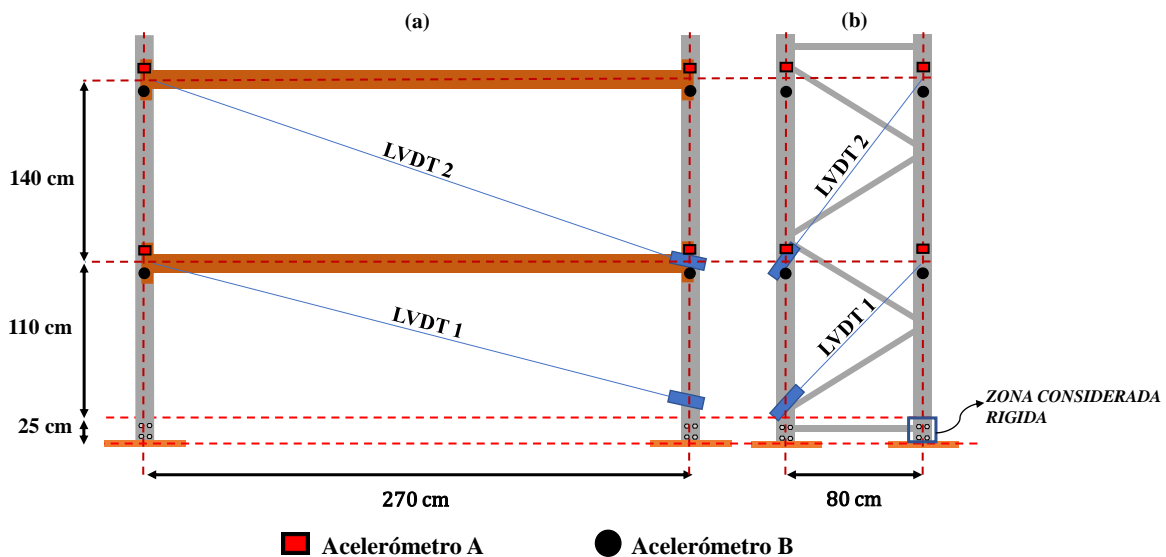 (a)
(b)
LVDT 2
LVDT 2
140 cm
LVDT 1
LVDT 1
110 cm
ZONA CONSIDERADA
RIGIDA
25 cm
270 cm
80 cm
Acelerómetro A
Acelerómetro B